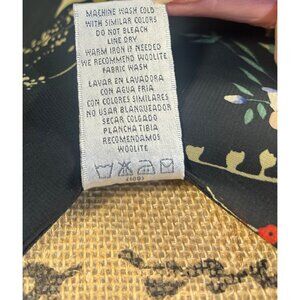 MACHINE WASH COLD
WITH SIMILAR COLORS
DO NOT BLEACH
LINE DRY
WARM IRON IF NEEDED
WE RECOMMEND WOOLITE
FABRIC WASH
LAVAR EN LAVADORA
CON AGUA FRIA
CON COLORES SIMILARES
NO USAR BLANQUEADOR
SECAR COLGADO
PLANCHA TIBIA
RECOMENDAMOS
WOOLITE